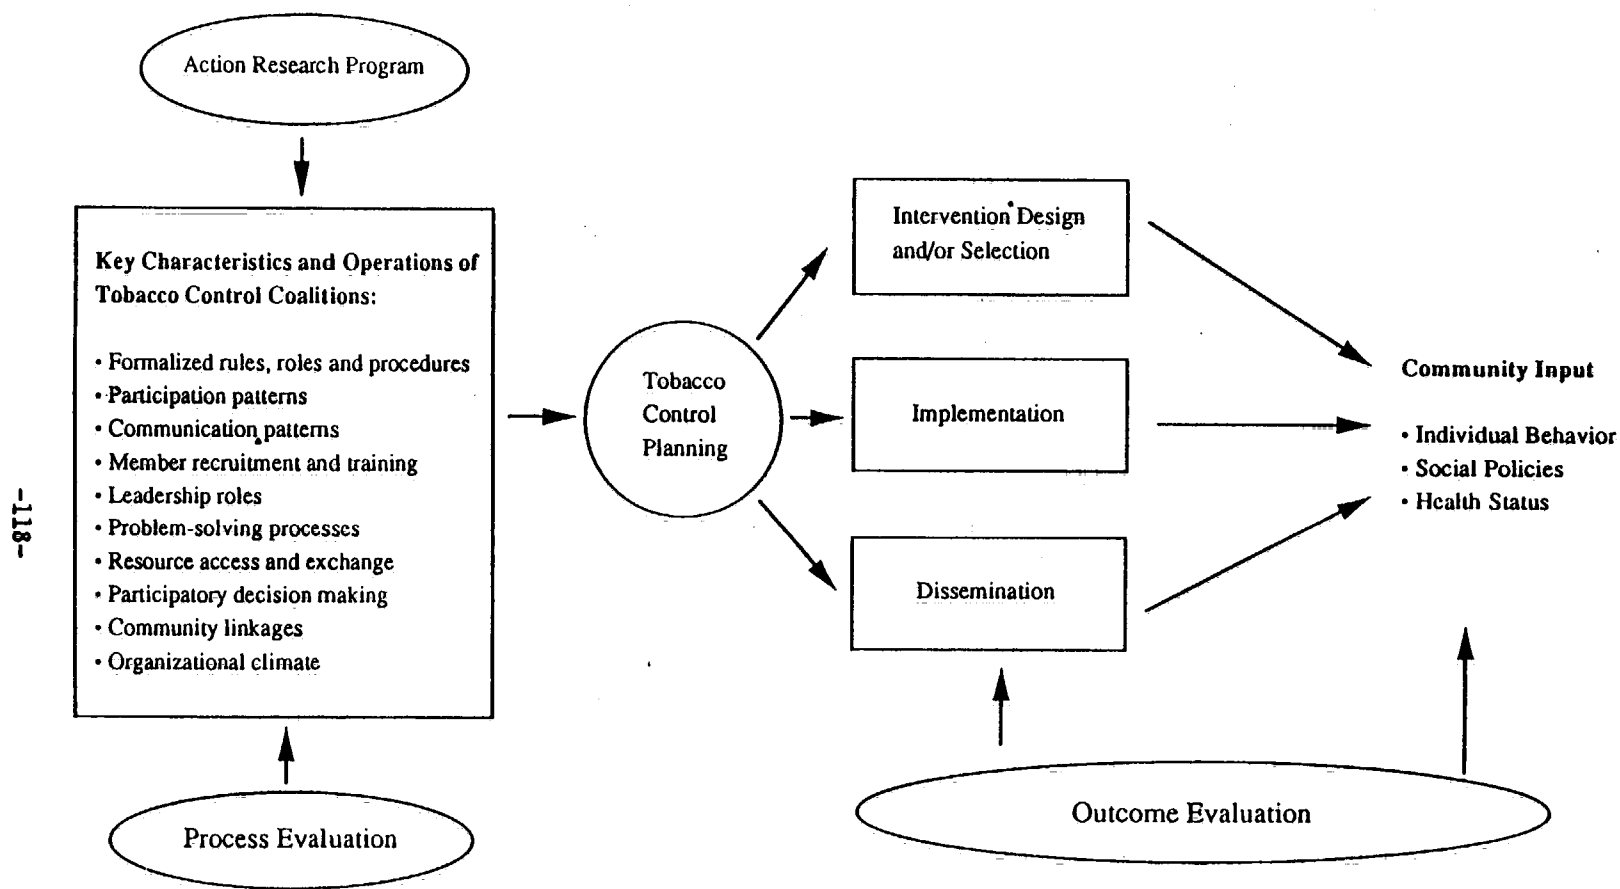 Action Research Program
Key Characteristics and Operations of
Tobacco Control Coalitions:
• Formalized rules, roles and procedures
• Participation patterns
• Communication patterns
• Member recruitment and training
• Leadership roles
• Problem-solving processes
• Resource access and exchange
• Participatory decision making
• Community linkages
• Organizational climate
Process Evaluation
Tobacco
Control
Planning
Intervention Design
and/or Selection
Implementation
Dissemination
Community Input
• Individual Behavior
• Social Policies
• Health Status
Outcome Evaluation
-118-